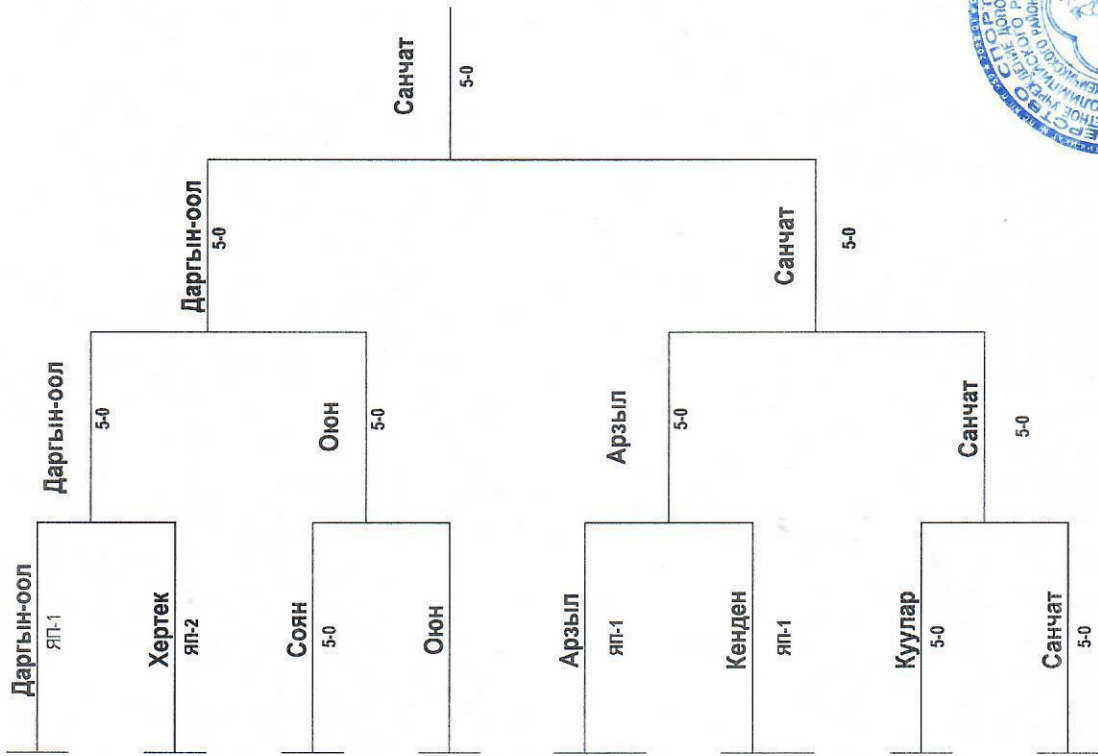 Даргын-оол
ЯП-1
Хертек
ЯП-2
Соян
5-0
Оюн
Арзыл
ЯП-1
Кенден
ЯП-1
Куулар
5-0
Санчат
5-0
Даргын-оол
5-0
Оюн
5-0
Арзыл
5-0
Санчат
5-0
Даргын-оол
5-0
Санчат
5-0
Санчат
5-0